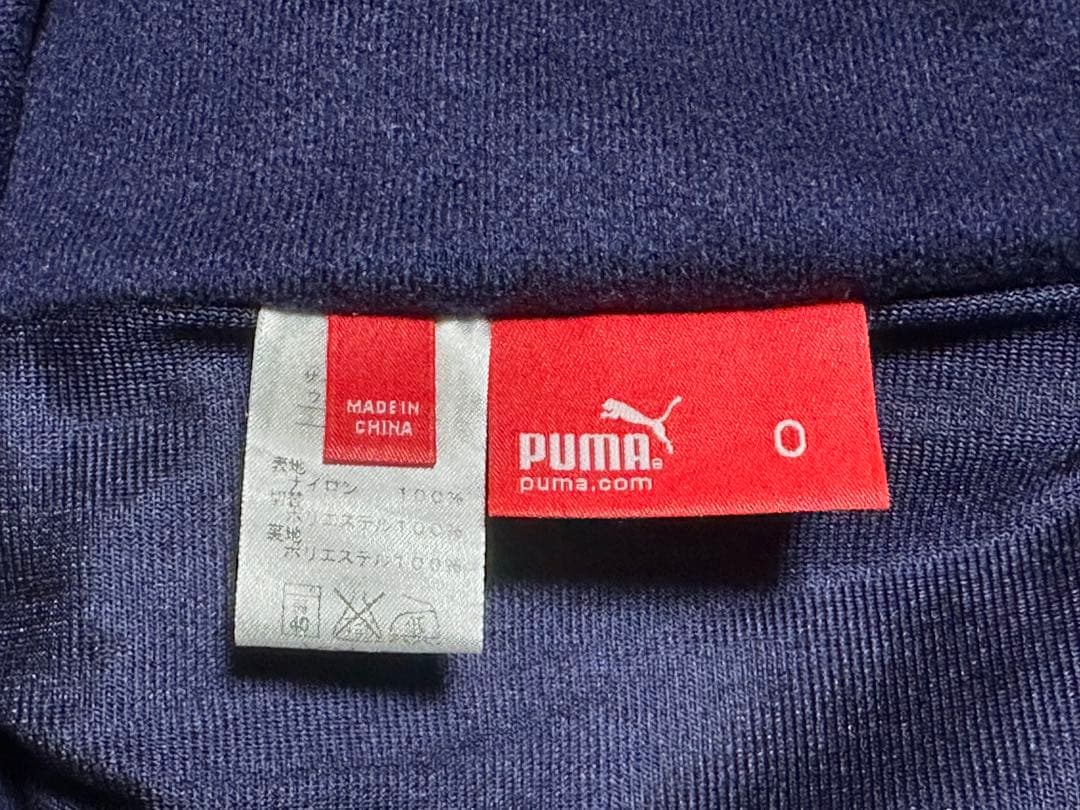 MADE IN
CHINA
表地
ナイロン 100%
リエステル100%
裏地
ポリエステル100%
PUMA®
puma.com
O